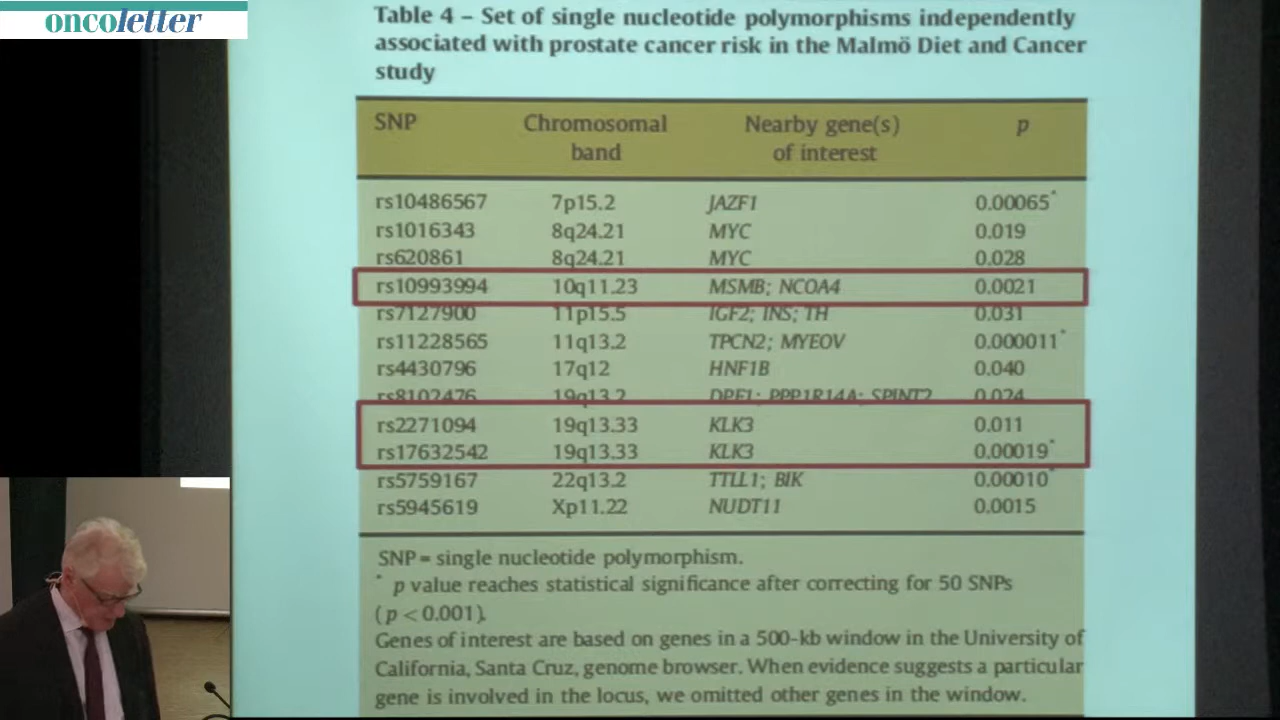 oncoletter
Table 4 – Set of single nucleotide polymorphisms independently
associated with prostate cancer risk in the Malmö Diet and Cancer
study
SNP Chromosomal Nearby gene(s) p
band of interest
rs10486567 7p15.2 JAZF1 0.00065*
rs1016343 8q24.21 MYC 0.019
rs620861 8q24.21 MYC 0.028
rs10993994 10q11.23 MSMB; NCOA4 0.0021
rs7127900 11p15.5 IGF2; INS; TH 0.031
rs11228565 11q13.2 TPCN2; MYEOV 0.000011*
rs4430796 17q12 HNF1B 0.040
rs8102476 19q13.2 DPF1; PPP1R14A; SPINT2 0.024
rs2271094 19q13.33 KLK3 0.011
rs17632542 19q13.33 KLK3 0.00019*
rs5759167 22q13.2 TTLL1; BIK 0.00010*
rs5945619 Xp11.22 NUDT11 0.0015
SNP = single nucleotide polymorphism.
* p value reaches statistical significance after correcting for 50 SNPs
(p < 0.001).
Genes of interest are based on genes in a 500-kb window in the University of
California, Santa Cruz, genome browser. When evidence suggests a particular
gene is involved in the locus, we omitted other genes in the window.